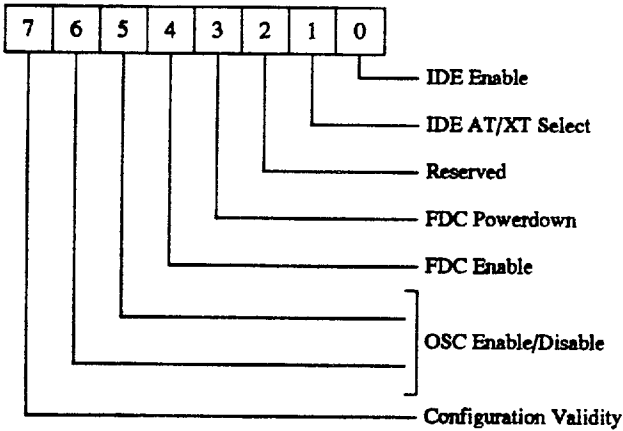 7 6 5 4 3 2 1 0
IDE Enable
IDE AT/XT Select
Reserved
FDC Powerdown
FDC Enable
OSC Enable/Disable
Configuration Validity